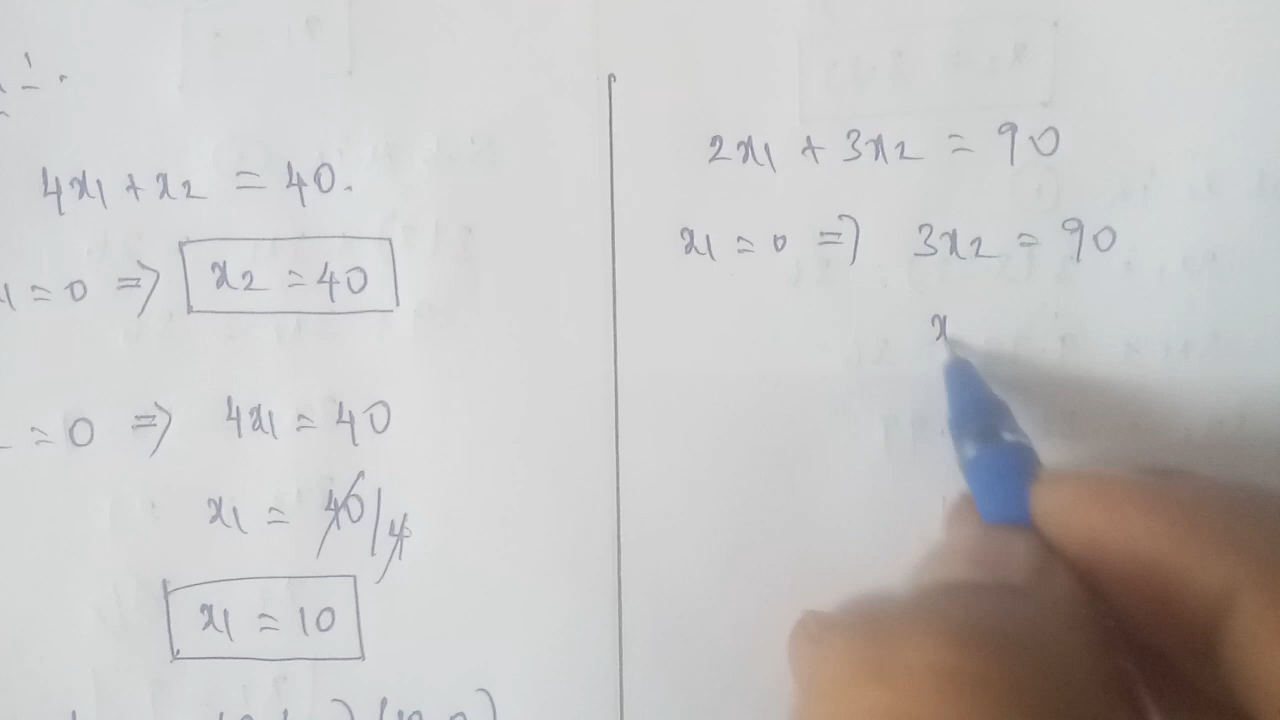 4x1 + x2 = 40.
1 = 0 => x2 = 40
= 0 => 4x1 = 40
x1 = 40/4
x1 = 10
2x1 + 3x2 = 90
x1 = 0 => 3x2 = 90
x